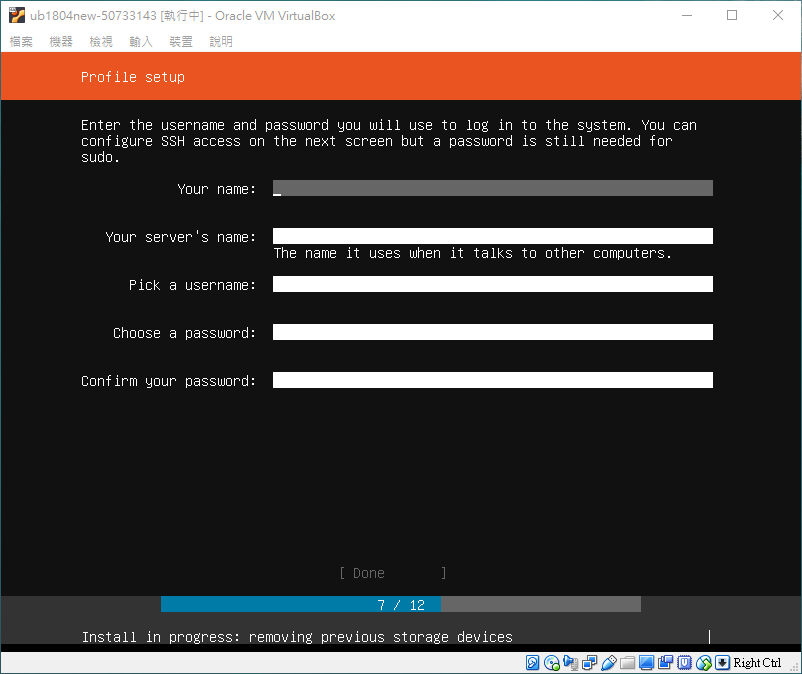 ub1804new-50733143 [執行中] - Oracle VM VirtualBox
檔案 機器 檢視 輸入 裝置 說明
Profile setup
Enter the username and password you will use to log in to the system. You can
configure SSH access on the next screen but a password is still needed for
sudo.
Your name:
Your server's name:
The name it uses when it talks to other computers.
Pick a username:
Choose a password:
Confirm your password:
[ Done ]
7 / 12
Install in progress: removing previous storage devices
Right Ctrl